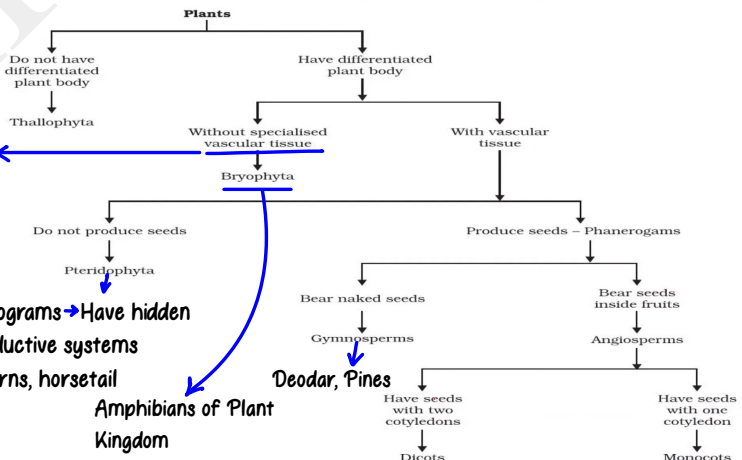 Plants
Do not have
differentiated
plant body
Have differentiated
plant body
Thallophyta
Without specialised
vascular tissue
With vascular
tissue
Bryophyta
Do not produce seeds
Produce seeds – Phanerogams
Pteridophyta
Bear naked seeds
Bear seeds
inside fruits
Have hidden
systems
horsetail
Gymnosperms
Angiosperms
Deodar, Pines
Amphibians of Plant
Kingdom
Have seeds
with two
cotyledons
Have seeds
with one
cotyledon
Dicots
Monocots